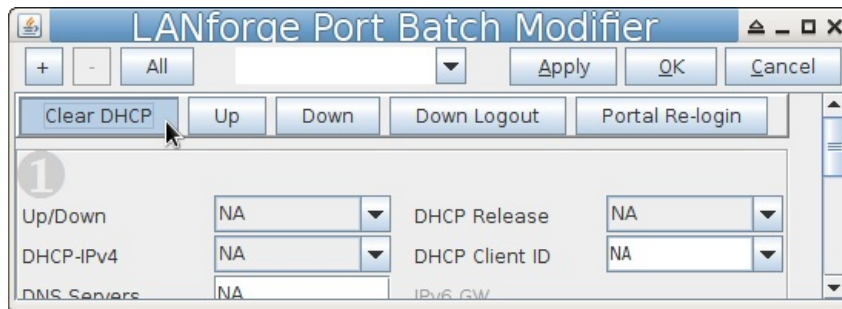 LANforge Port Batch Modifier
+ - All Apply OK Cancel
Clear DHCP Up Down Down Logout Portal Re-login
1
Up/Down NA DHCP Release NA
DHCP-IPv4 NA DHCP Client ID NA
DNS Servers NA IPv6 GW